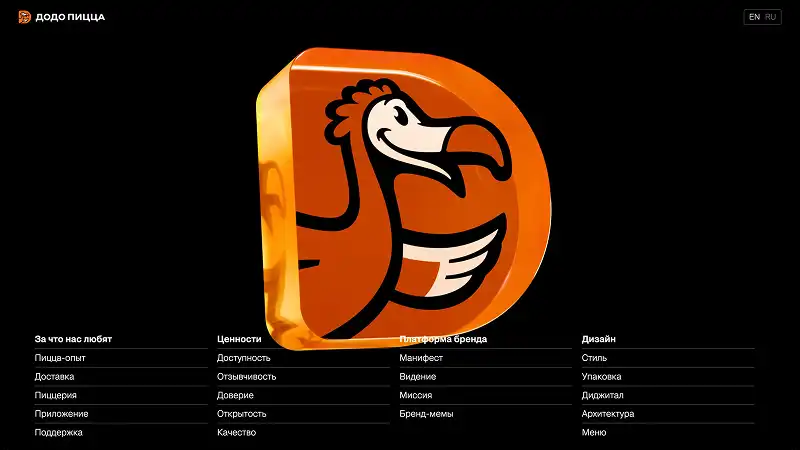 ДОДО ПИЦЦА
EN RU
За что нас любят
Пицца-опыт
Доставка
Пиццерия
Приложение
Поддержка
Ценности
Доступность
Отзывчивость
Доверие
Открытость
Качество
Платформа бренда
Манифест
Видение
Миссия
Бренд-мемы
Дизайн
Стиль
Упаковка
Диджитал
Архитектура
Меню